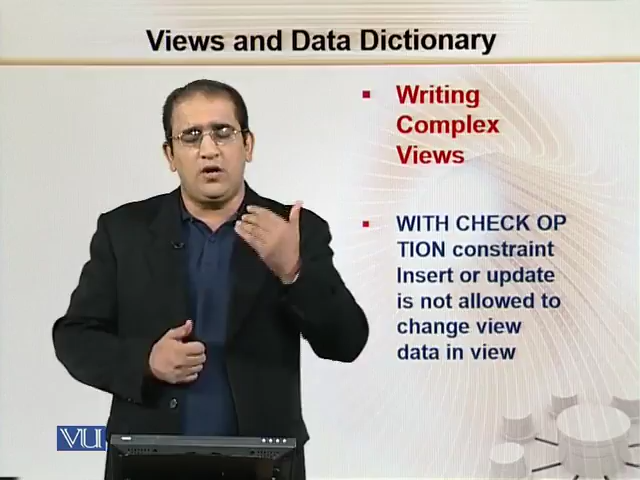 Views and Data Dictionary
Writing
Complex
Views
WITH CHECK OP
TION constraint
Insert or update
is not allowed to
change view
data in view
VU